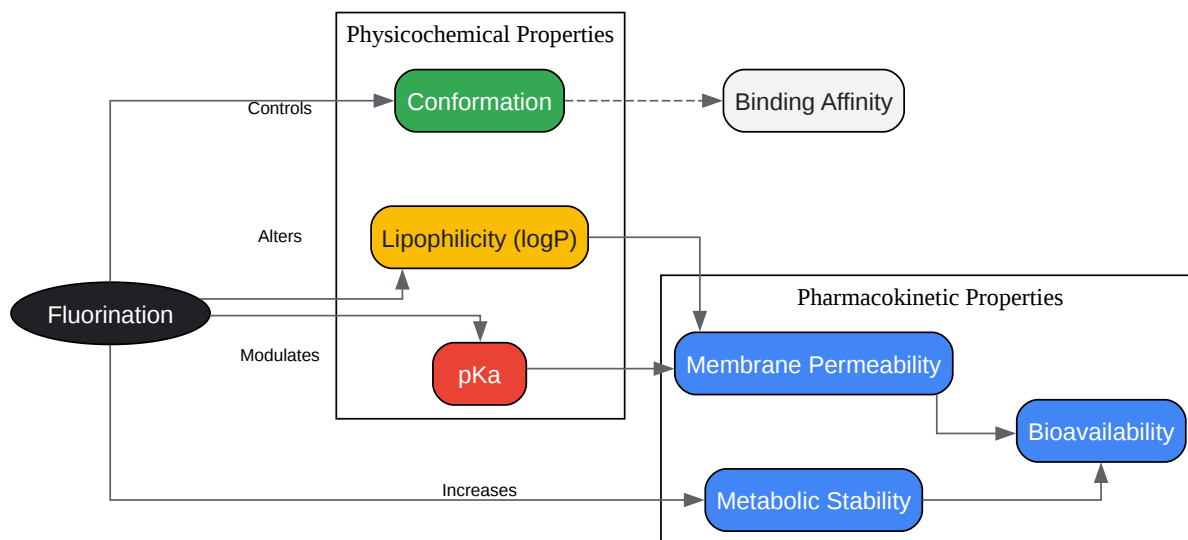 Physicochemical Properties
Conformation
Binding Affinity
Controls
Lipophilicity (logP)
Alters
Pharmacokinetic Properties
Fluorination
Membrane Permeability
Modulates
pKa
Bioavailability
Increases
Metabolic Stability